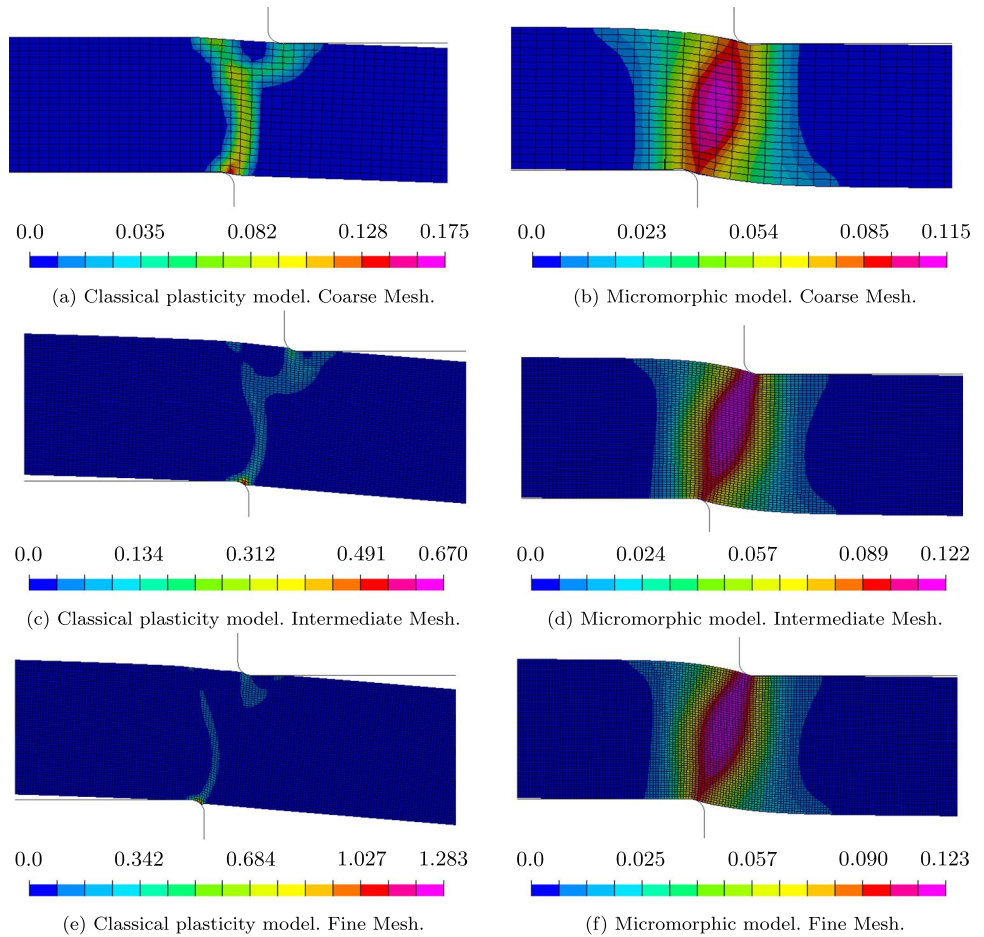 0.0 0.035 0.082 0.128 0.175
(a) Classical plasticity model. Coarse Mesh.
0.0 0.023 0.054 0.085 0.115
(b) Micromorphic model. Coarse Mesh.
0.0 0.134 0.312 0.491 0.670
(c) Classical plasticity model. Intermediate Mesh.
0.0 0.024 0.057 0.089 0.122
(d) Micromorphic model. Intermediate Mesh.
0.0 0.342 0.684 1.027 1.283
(e) Classical plasticity model. Fine Mesh.
0.0 0.025 0.057 0.090 0.123
(f) Micromorphic model. Fine Mesh.